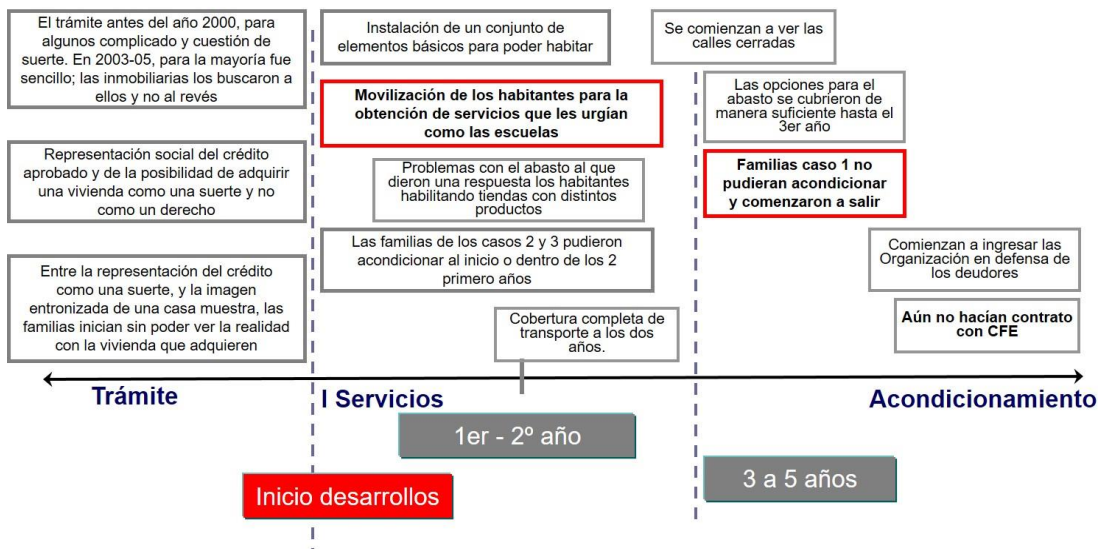 El trámite antes del año 2000, para
algunos complicado y cuestión de
suerte. En 2003-05, para la mayoría fue
sencillo; las inmobiliarias los buscaron a
ellos y no al revés
Representación social del crédito
aprobado y de la posibilidad de adquirir
una vivienda como una suerte y no
como un derecho
Entre la representación del crédito
como una suerte, y la imagen
entronizada de una casa muestra, las
familias inician sin poder ver la realidad
con la vivienda que adquieren
Instalación de un conjunto de
elementos básicos para poder habitar
Movilización de los habitantes para la
obtención de servicios que les urgían
como las escuelas
Problemas con el abasto al que
dieron una respuesta los habitantes
habilitando tiendas con distintos
productos
Las familias de los casos 2 y 3 pudieron
acondicionar al inicio o dentro de los 2
primero años
Cobertura completa de
transporte a los dos
años.
Se comienzan a ver las
calles cerradas
Las opciones para el
abasto se cubrieron de
manera suficiente hasta el
3er año
Familias caso 1 no
pudieran acondicionar
y comenzaron a salir
Comienzan a ingresar las
Organización en defensa de
los deudores
Aún no hacían contrato
con CFE
Trámite
I Servicios
Acondicionamiento
1er - 2º año
Inicio desarrollos
3 a 5 años